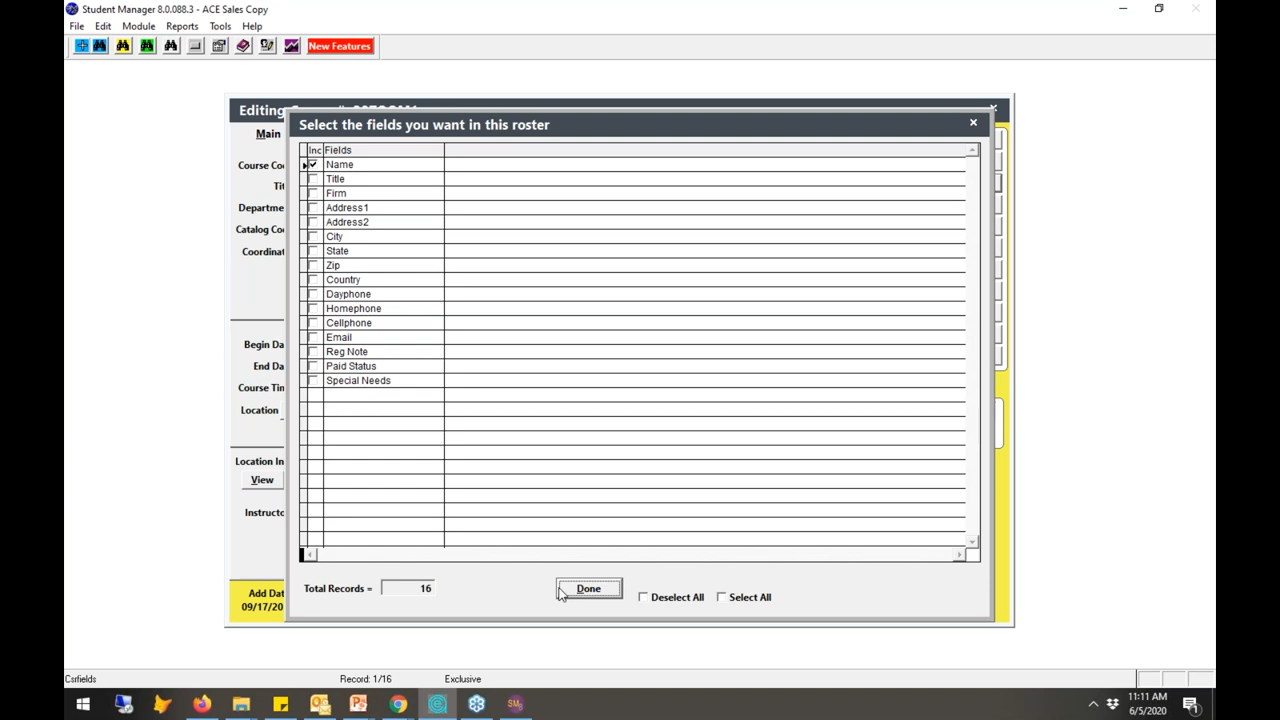 Student Manager 8.0.088.3 - ACE Sales Copy
File Edit Module Reports Tools Help
New Features
Editing
Select the fields you want in this roster
Main
Inc Fields
Name
Title
Firm
Address1
Address2
City
State
Zip
Country
Dayphone
Homephone
Cellphone
Email
Reg Note
Paid Status
Special Needs
Course Co
Tit
Departme
Catalog Co
Coordinat
Begin Da
End Da
Course Tim
Location
Location In
View
Instructo
Total Records = 16
Done
Deselect All
Select All
Add Dat
09/17/20
Csrfields Record: 1/16 Exclusive
11:11 AM
6/5/2020